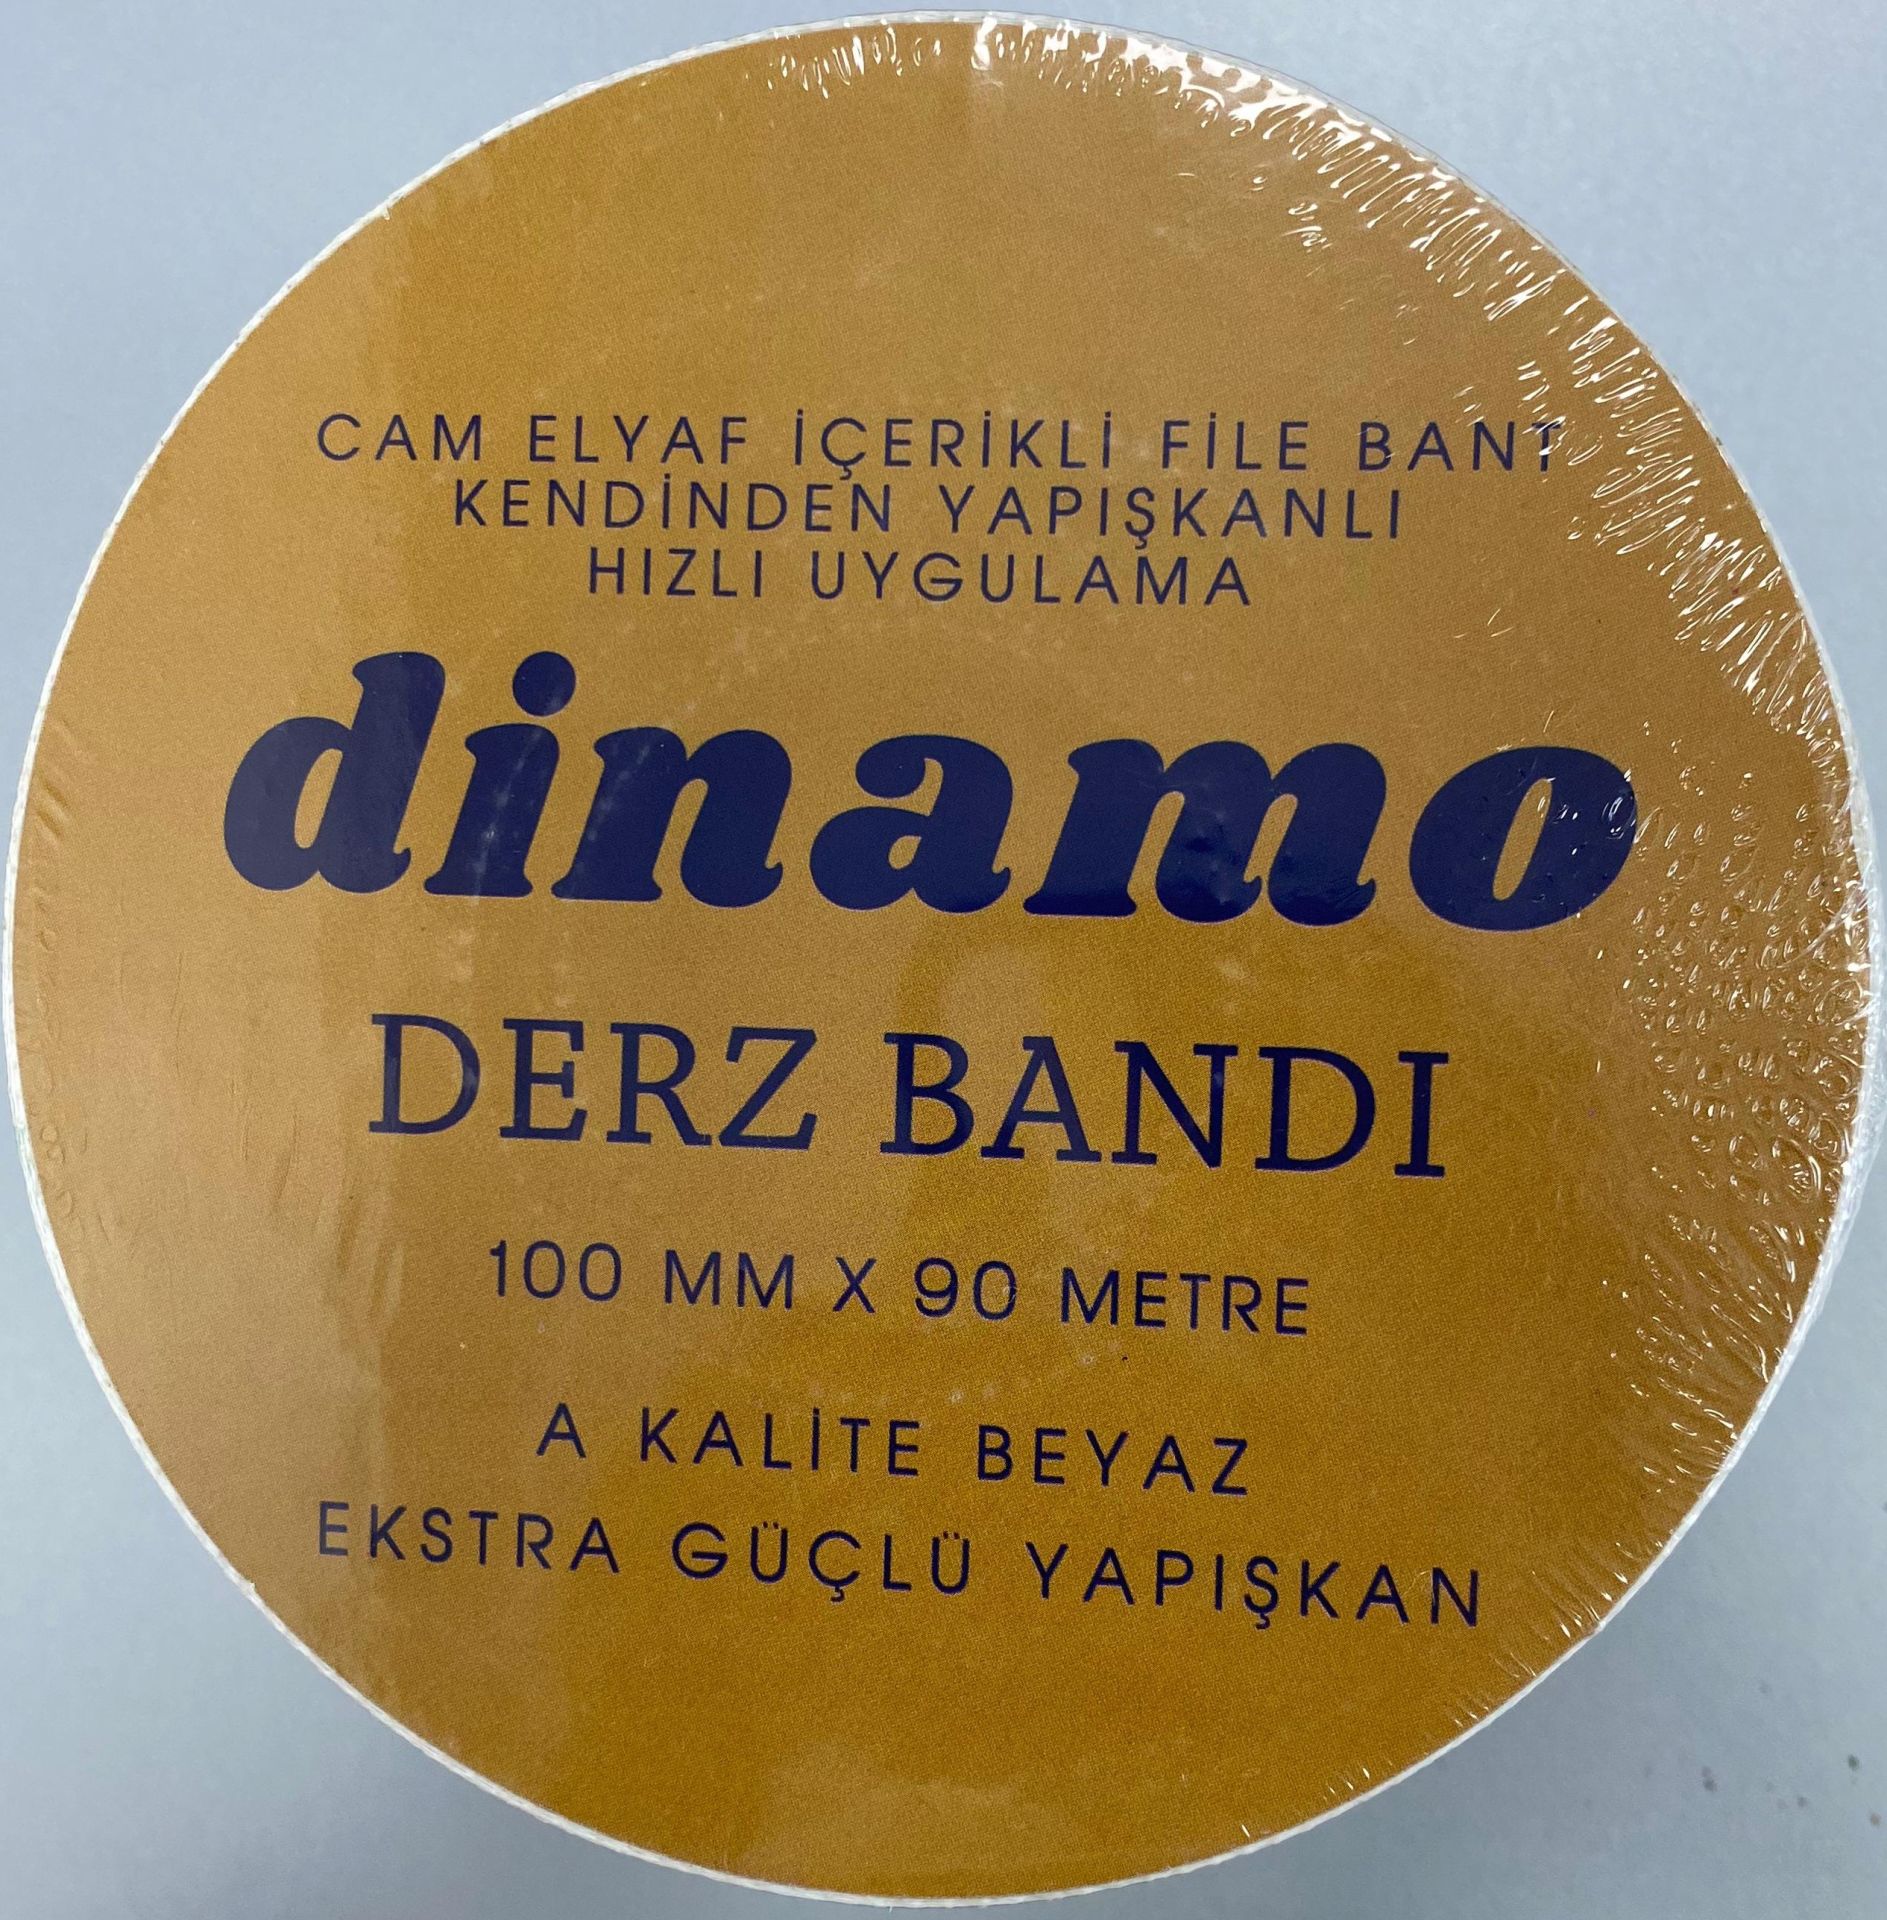 CAM ELYAF İÇERİKLİ FİLE BANT
KENDİNDEN YAPIŞKANLI
HIZLI UYGULAMA
dinamo
DERZ BANDI
100 MM X 90 METRE
A KALİTE BEYAZ
EKSTRA GÜÇLÜ YAPIŞKAN